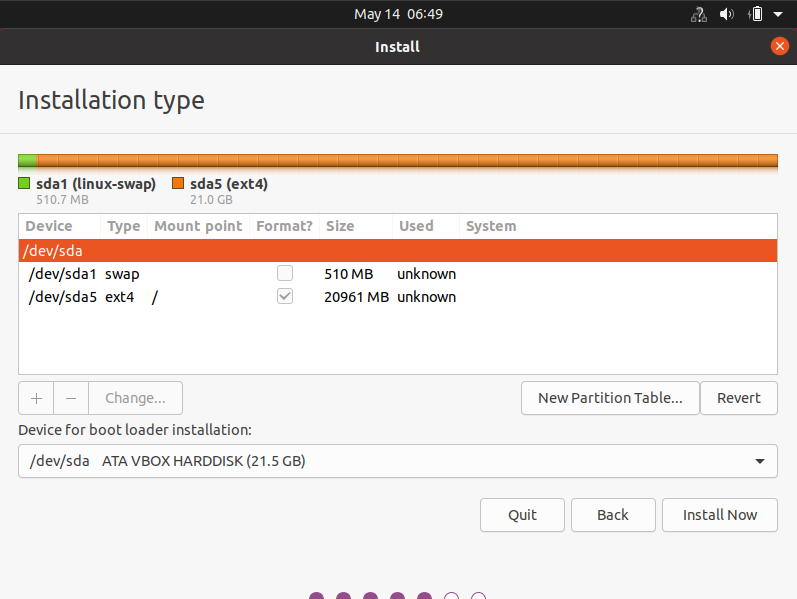 May 14 06:49
Install
Installation type
sda1 (linux-swap) sda5 (ext4)
510.7 MB 21.0 GB
Device Type Mount point Format? Size Used System
/dev/sda
/dev/sda1 swap 510 MB unknown
/dev/sda5 ext4 / 20961 MB unknown
+ − Change... New Partition Table... Revert
Device for boot loader installation:
/dev/sda ATA VBOX HARDDISK (21.5 GB)
Quit Back Install Now